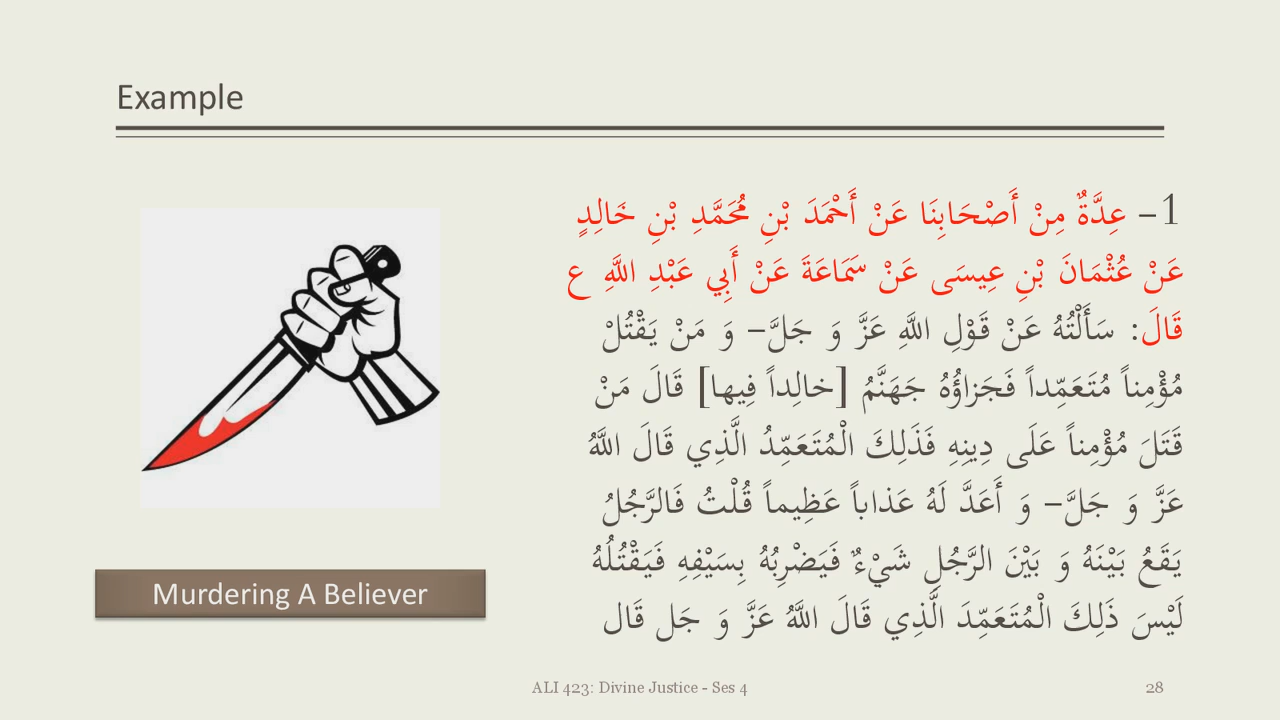 Example
1- عِدَّةٌ مِنْ أَصْحَابِنَا عَنْ أَحْمَدَ بْنِ مُحَمَّدِ بْنِ خَالِدٍ
عَنْ عُثْمَانَ بْنِ عِيسَى عَنْ سَمَاعَةَ عَنْ أَبِي عَبْدِ اللَّهِ ع
قَالَ: سَأَلْتُهُ عَنْ قَوْلِ اللَّهِ عَزَّ وَ جَلَّ- وَ مَنْ يَقْتُلْ
مُؤْمِناً مُتَعَمِّداً فَجَزاؤُهُ جَهَنَّمُ [خالِداً فِيها] قَالَ مَنْ
قَتَلَ مُؤْمِناً عَلَى دِينِهِ فَذَلِكَ الْمُتَعَمِّدُ الَّذِي قَالَ اللَّهُ
عَزَّ وَ جَلَّ- وَ أَعَدَّ لَهُ عَذاباً عَظِيماً قُلْتُ فَالرَّجُلُ
يَقَعُ بَيْنَهُ وَ بَيْنَ الرَّجُلِ شَيْءٌ فَيَضْرِبُهُ بِسَيْفِهِ فَيَقْتُلُهُ
لَيْسَ ذَلِكَ الْمُتَعَمِّدَ الَّذِي قَالَ اللَّهُ عَزَّ وَ جَل قَال
Murdering A Believer
ALI 423: Divine Justice - Ses 4
28